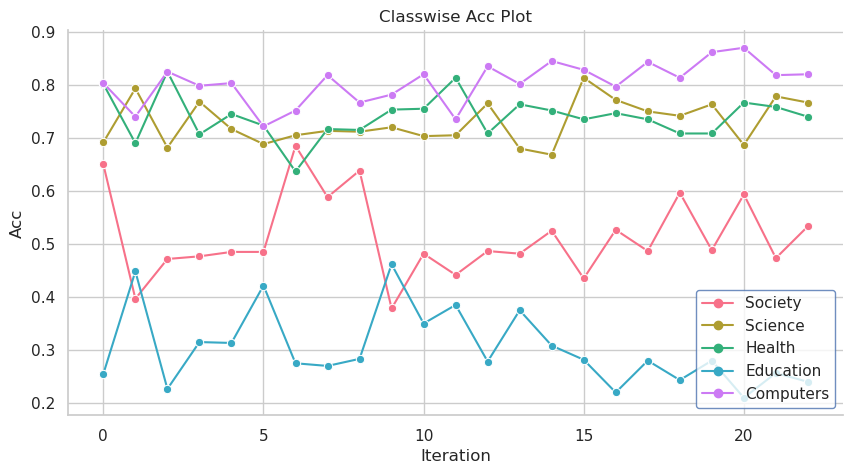 Classwise Acc Plot
0.9
0.8
0.7
0.6
0.5
0.4
0.3
0.2
Acc
0 5 10 15 20
Iteration
Society
Science
Health
Education
Computers